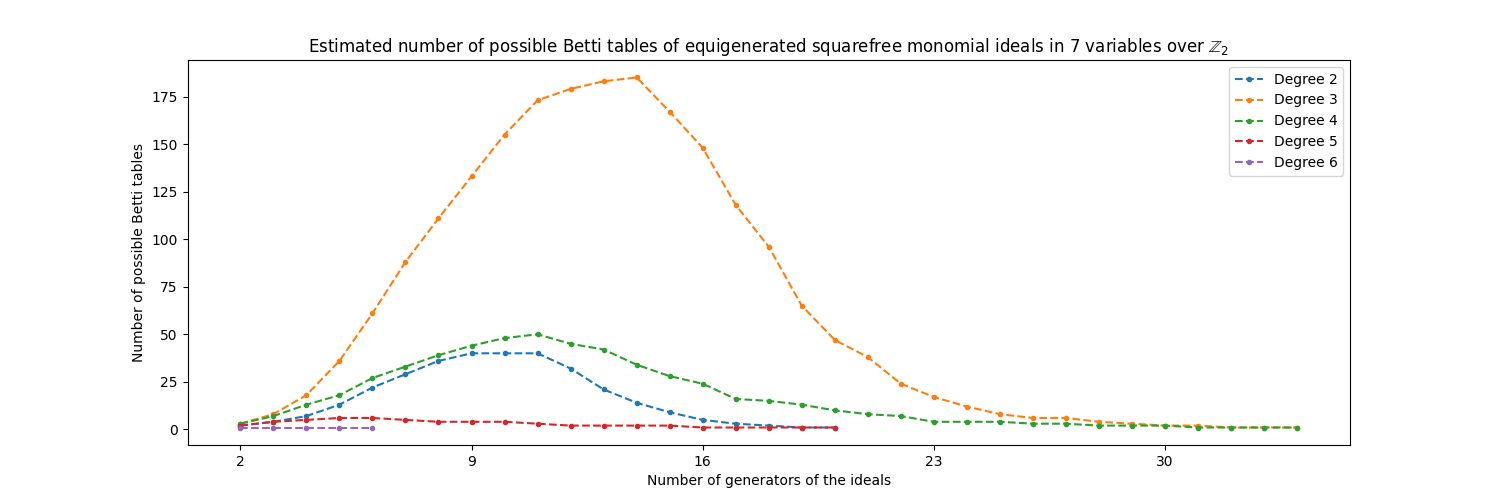 Estimated number of possible Betti tables of equigenerated squarefree monomial ideals in 7 variables over ℤ₂
Number of possible Betti tables
175
150
125
100
75
50
25
0
Degree 2
Degree 3
Degree 4
Degree 5
Degree 6
2 9 16 23 30
Number of generators of the ideals